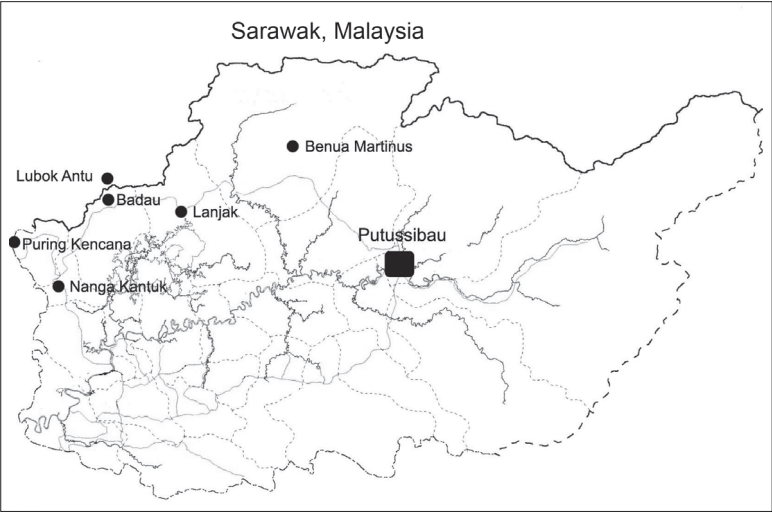 Sarawak, Malaysia
Benua Martinus
Lubok Antu
Badau
Lanjak
Putussibau
Puring Kencana
Nanga Kantuk